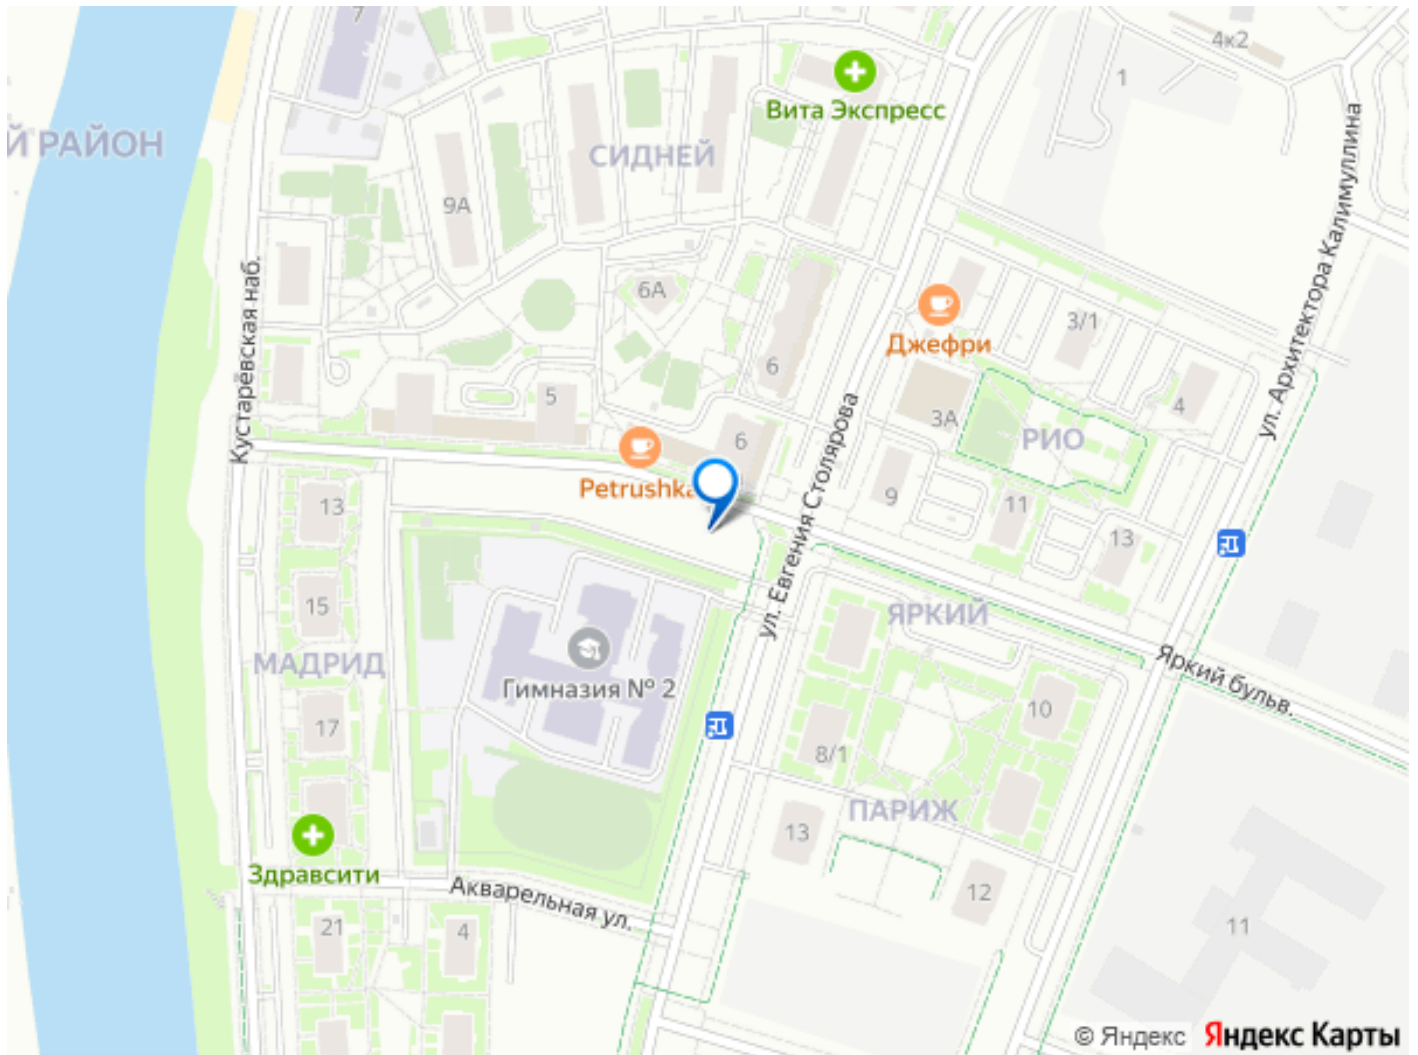 7
4к2
1
Вита Экспресс
Й РАЙОН
СИДНЕЙ
9А
ул. Архитектора Калимуллина
Кустарёвская наб.
6А
3/1
Джефри
6
5
4
3А
РИО
6
ул. Евгения Столярова
Petrushka
9
11
13
13
15
ЯРКИЙ
МАДРИД
Яркий бульв.
Гимназия № 2
17
10
8/1
ПАРИЖ
13
Здравсити
Акварельная ул.
12
21
4
11
© Яндекс Яндекс Карты